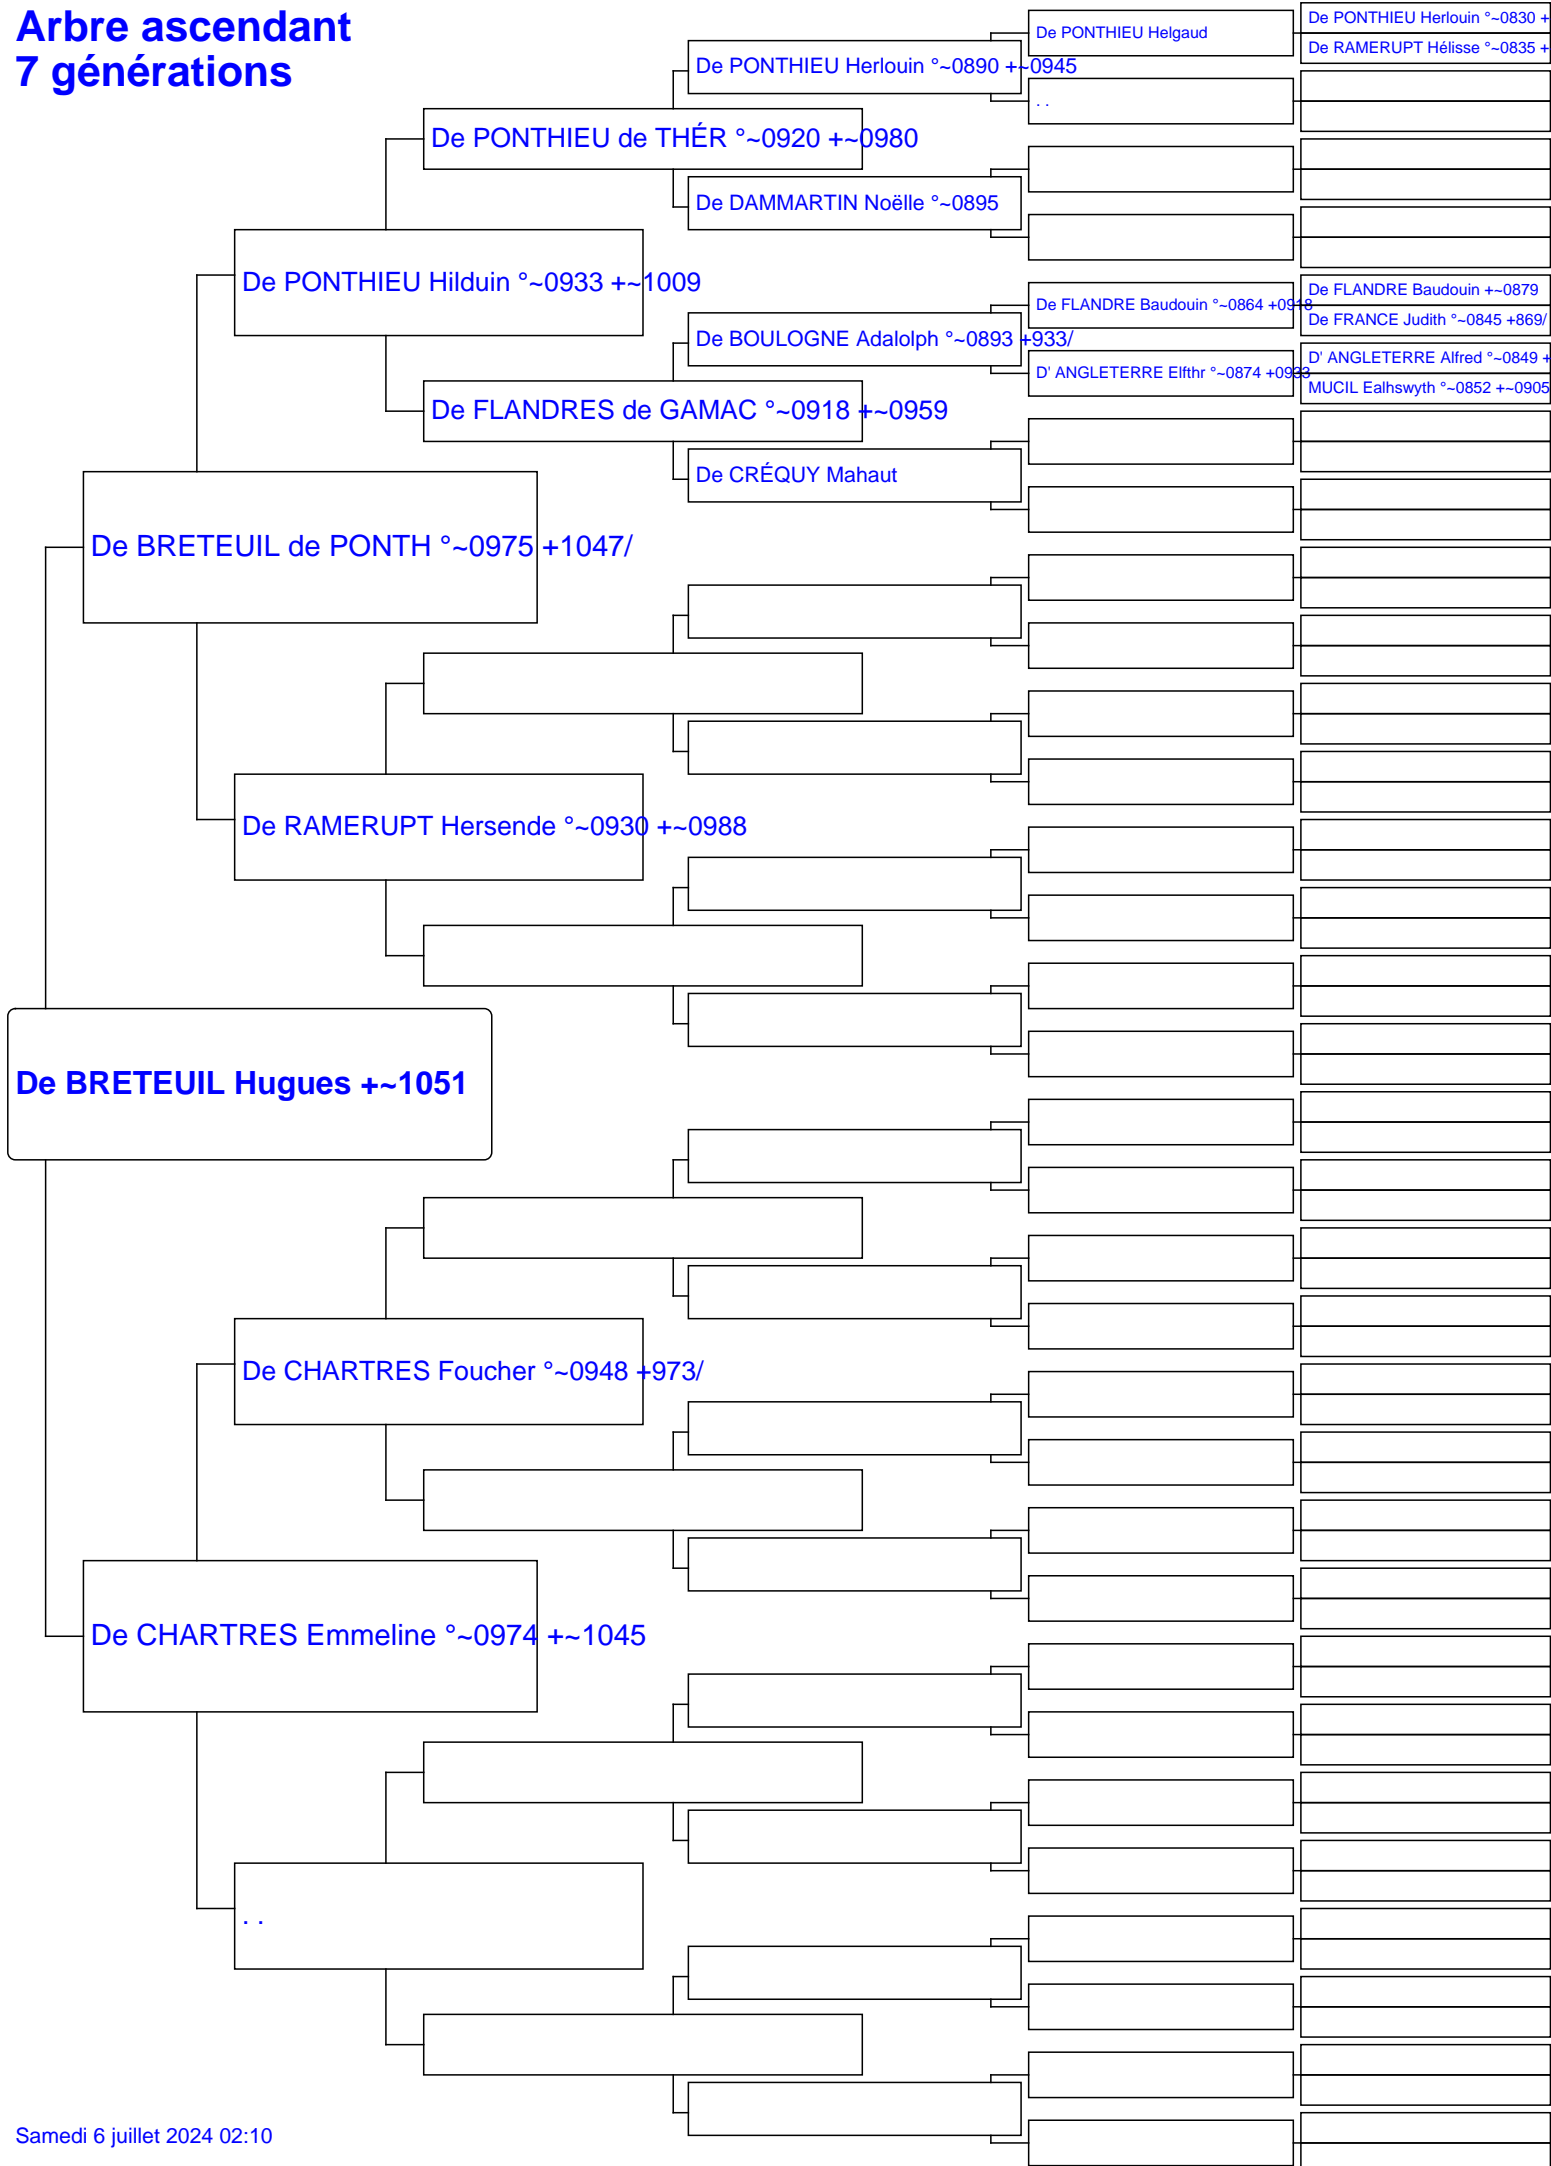 Arbre ascendant
7 générations
De PONTHIEU Herlouin °~0830 +
De PONTHIEU Helgaud
De RAMERUPT Hélisse °~0835 +
De PONTHIEU Herlouin °~0890 +~0945
. .
De PONTHIEU de THÉR °~0920 +~0980
De DAMMARTIN Noëlle °~0895
De PONTHIEU Hilduin °~0933 +~1009
De FLANDRE Baudouin +~0879
De FLANDRE Baudouin °~0864 +0918
De FRANCE Judith °~0845 +869/
De BOULOGNE Adalolph °~0893 +933/
D' ANGLETERRE Alfred °~0849 +
D' ANGLETERRE Elfthr °~0874 +0933
MUCIL Ealhswyth °~0852 +~0905
De FLANDRES de GAMAC °~0918 +~0959
De CRÉQUY Mahaut
De BRETEUIL de PONTH °~0975 +1047/
De RAMERUPT Hersende °~0930 +~0988
De BRETEUIL Hugues +~1051
De CHARTRES Foucher °~0948 +973/
De CHARTRES Emmeline °~0974 +~1045
. .
Samedi 6 juillet 2024 02:10